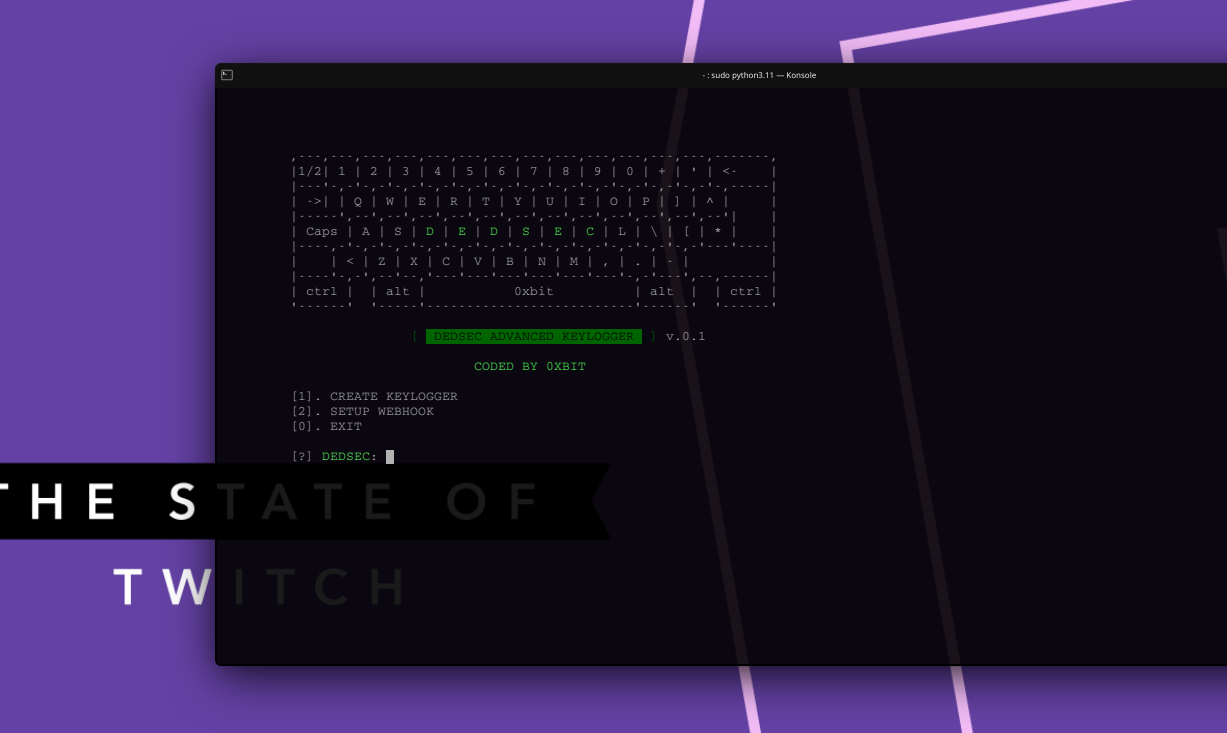 - : sudo python3.11 — Konsole
,---,---,---,---,---,---,---,---,---,---,---,---,---,-------,
|1/2| 1 | 2 | 3 | 4 | 5 | 6 | 7 | 8 | 9 | 0 | + | ' | <-    |
|---'-,-'-,-'-,-'-,-'-,-'-,-'-,-'-,-'-,-'-,-'-,-'-,-'-,-----|
| ->| | Q | W | E | R | T | Y | U | I | O | P | ] | ^ |     |
|-----',--',--',--',--',--',--',--',--',--',--',--',--'|    |
| Caps | A | S | D | E | D | S | E | C | L | \ | [ | * |    |
|----,-'-,-'-,-'-,-'-,-'-,-'-,-'-,-'-,-'-,-'-,-'-,-'---'----|
|    | < | Z | X | C | V | B | N | M | , | . | - |          |
|----'-,-',--'--,'---'---'---'---'---'---'-,-'---',--,------|
| ctrl |  | alt |           0xbit          | alt  |  | ctrl |
'------'  '-----'--------------------------'------'  '------'
[ DEDSEC ADVANCED KEYLOGGER ] v.0.1
CODED BY 0XBIT
[1]. CREATE KEYLOGGER
[2]. SETUP WEBHOOK
[0]. EXIT
[?] DEDSEC:
THE STATE OF
TWITCH